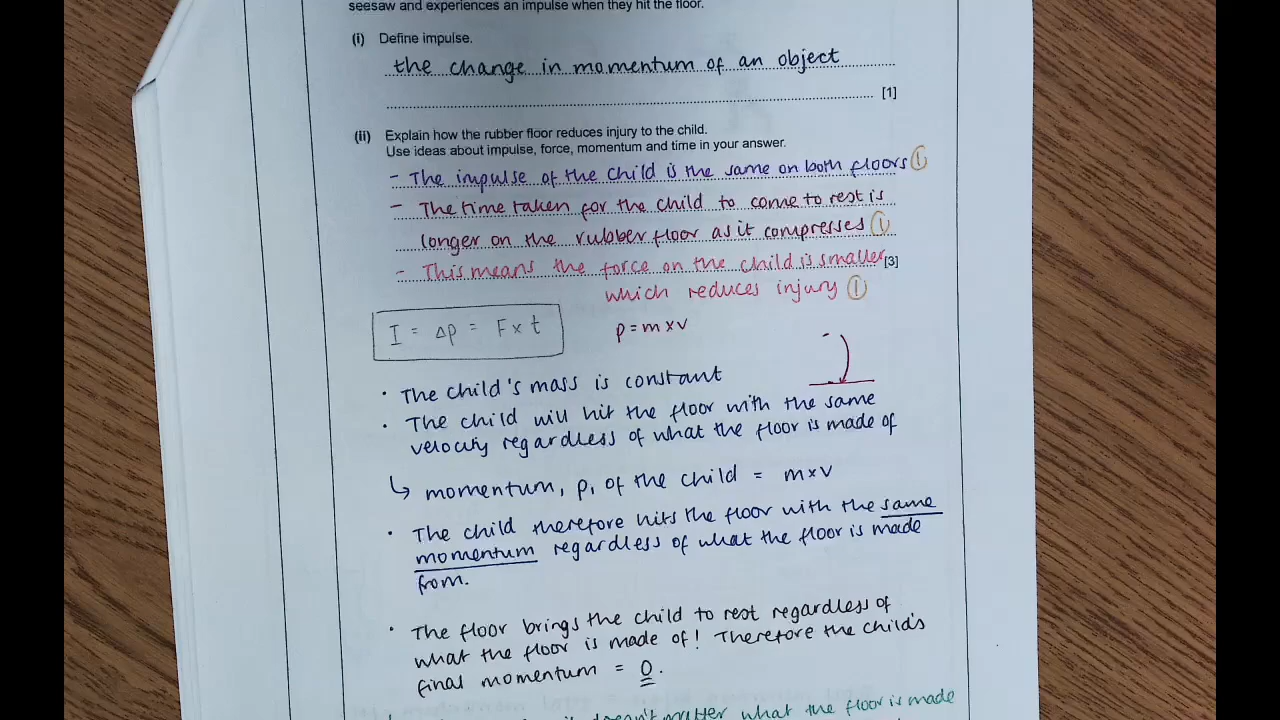 seesaw and experiences an impulse when they hit the floor.
(i) Define impulse.
the change in momentum of an object
[1]
(ii) Explain how the rubber floor reduces injury to the child.
Use ideas about impulse, force, momentum and time in your answer.
- The impulse of the child is the same on both floors ①
- The time taken for the child to come to rest is
longer on the rubber floor as it compresses ①
- This means the force on the child is smaller [3]
which reduces injury ①
I = Δp = F x t
p = m x v
· The child's mass is constant
· The child will hit the floor with the same
velocity regardless of what the floor is made of
↳ momentum, p, of the child = m x v
· The child therefore hits the floor with the same
momentum regardless of what the floor is made
from.
· The floor brings the child to rest regardless of
what the floor is made of! Therefore the child's
final momentum = 0.
doesn't matter what the floor is made